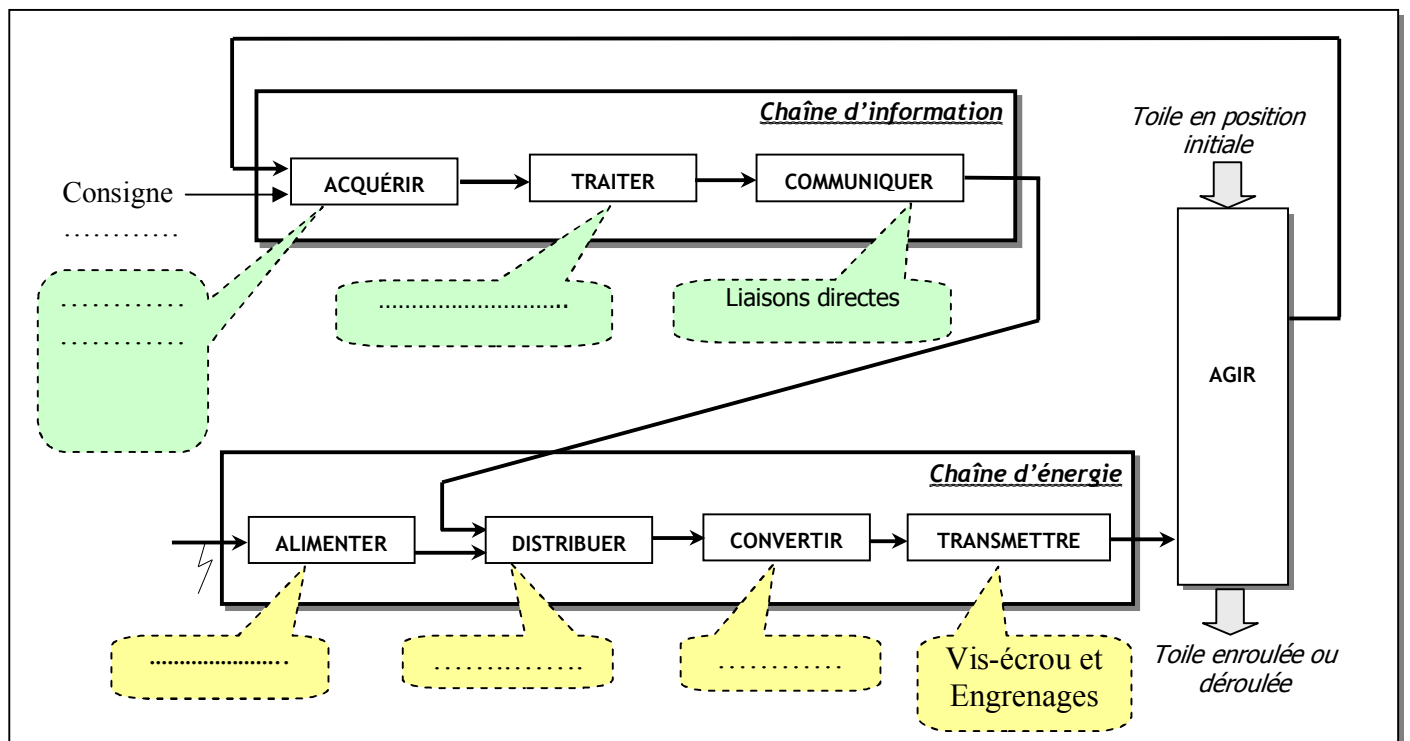 Chaîne d'information
Toile en position
initiale
ACQUÉRIR
TRAITER
COMMUNIQUER
Consigne
…………
…………
…………
…………………………..
Liaisons directes
AGIR
Chaîne d'énergie
ALIMENTER
DISTRIBUER
CONVERTIR
TRANSMETTRE
…………………. .
…………….
…………
Vis-écrou et
Engrenages
Toile enroulée ou
déroulée